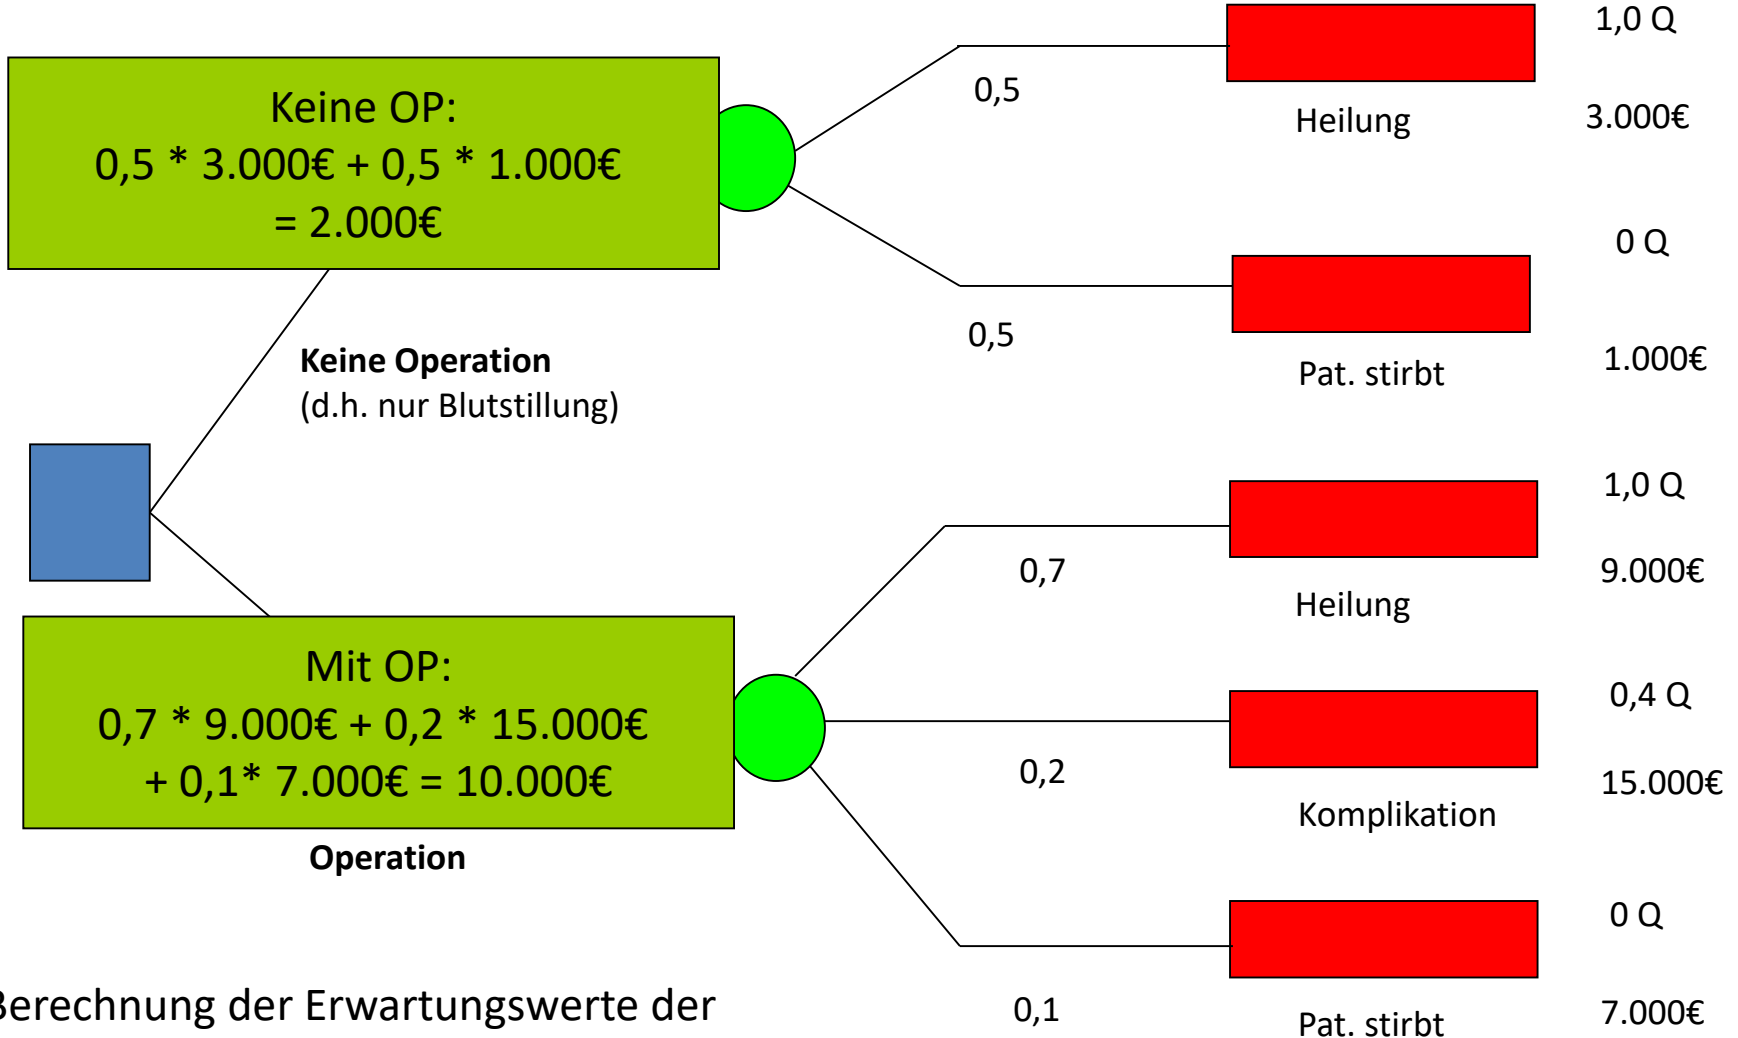 1,0 Q
Keine OP:
0,5 * 3.000€ + 0,5 * 1.000€
= 2.000€
0,5
Heilung
3.000€
0 Q
0,5
Pat. stirbt
1.000€
Keine Operation
(d.h. nur Blutstillung)
1,0 Q
0,7
Heilung
9.000€
Mit OP:
0,7 * 9.000€ + 0,2 * 15.000€
+ 0,1* 7.000€ = 10.000€
Operation
0,4 Q
0,2
Komplikation
15.000€
0 Q
0,1
Pat. stirbt
7.000€
Berechnung der Erwartungswerte der